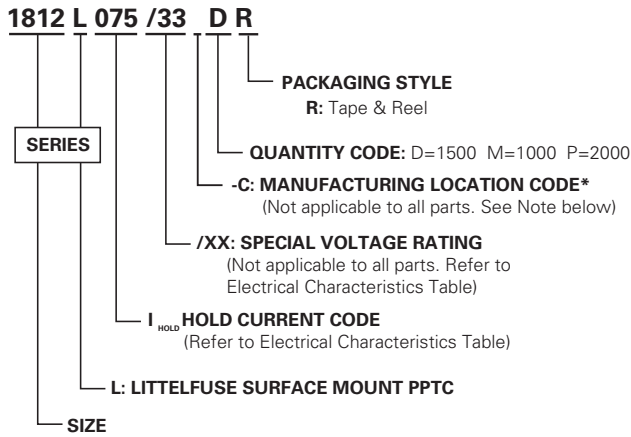 1812 L 075 /33 D R
PACKAGING STYLE
R: Tape & Reel
SERIES
QUANTITY CODE: D=1500 M=1000 P=2000
-C: MANUFACTURING LOCATION CODE*
(Not applicable to all parts. See Note below)
/XX: SPECIAL VOLTAGE RATING
(Not applicable to all parts. Refer to
Electrical Characteristics Table)
I HOLD HOLD CURRENT CODE
(Refer to Electrical Characteristics Table)
L: LITTELFUSE SURFACE MOUNT PPTC
SIZE